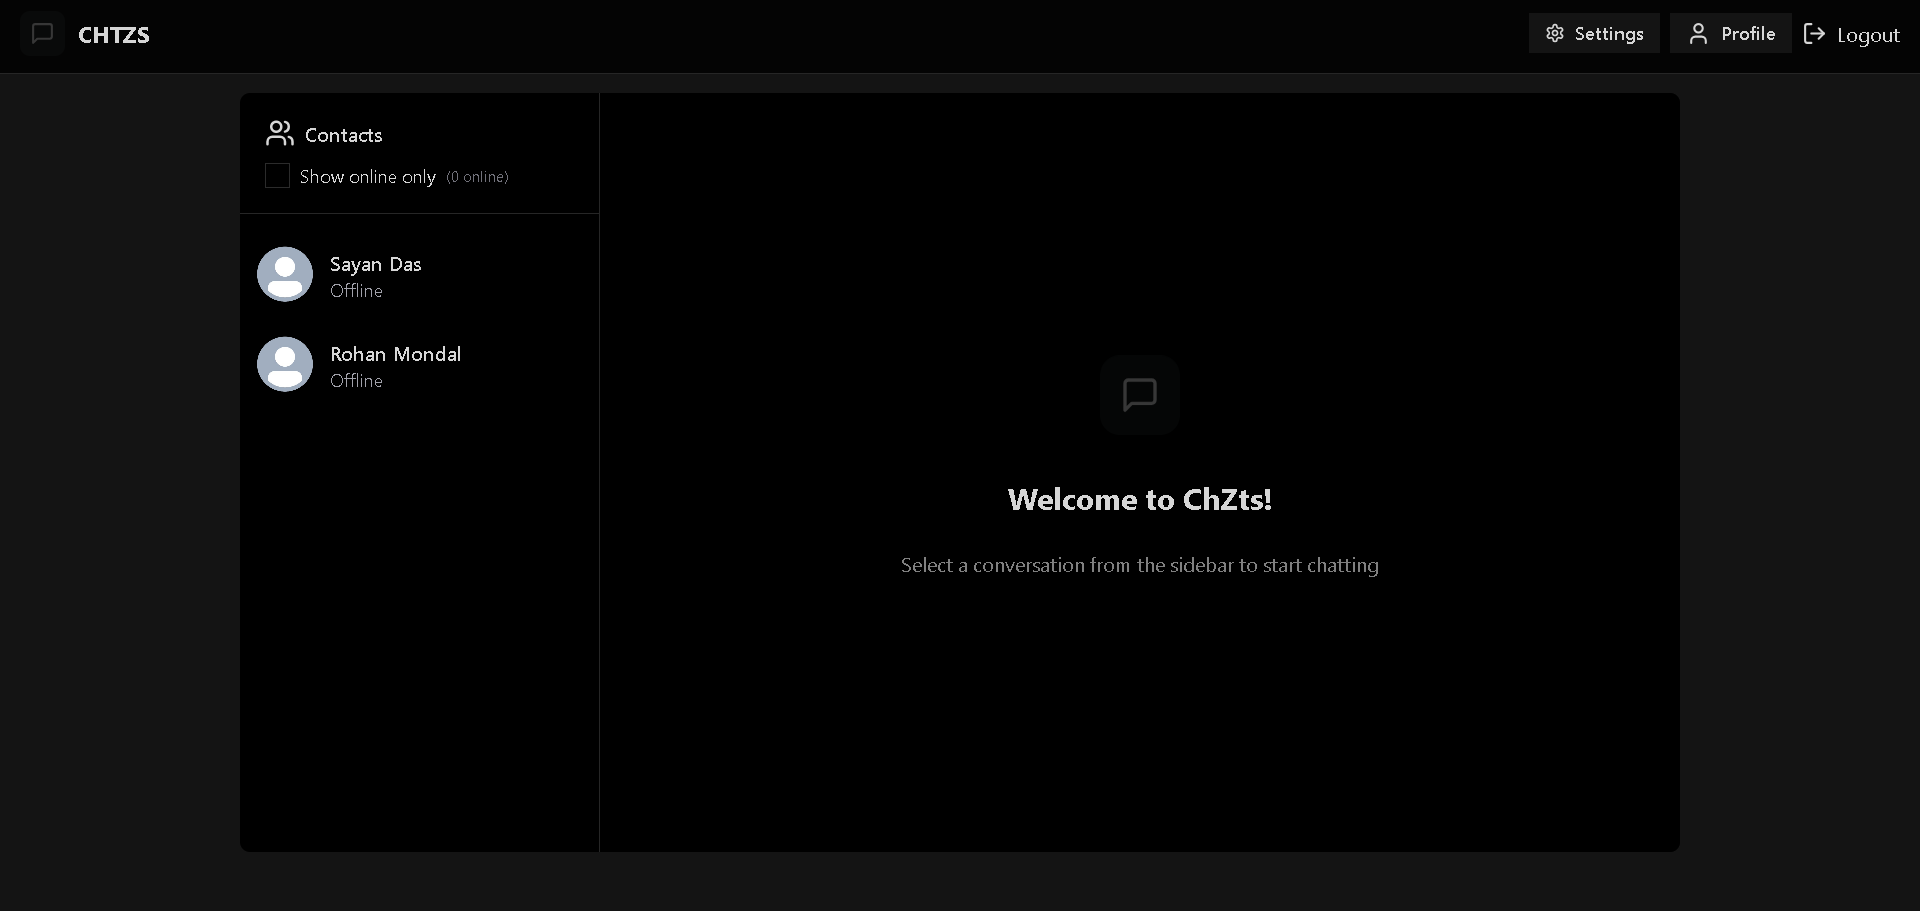 CHTZS
Settings
Profile
Logout
Contacts
Show online only (0 online)
Sayan Das
Offline
Rohan Mondal
Offline
Welcome to ChZts!
Select a conversation from the sidebar to start chatting